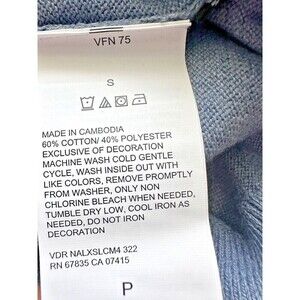 VFN 75
S
MADE IN CAMBODIA
60% COTTON/ 40% POLYESTER
EXCLUSIVE OF DECORATION
MACHINE WASH COLD GENTLE
CYCLE, WASH INSIDE OUT WITH
LIKE COLORS, REMOVE PROMPTLY
FROM WASHER, ONLY NON
CHLORINE BLEACH WHEN NEEDED,
TUMBLE DRY LOW, COOL IRON AS
NEEDED, DO NOT IRON
DECORATION
VDR NALXSLCM4 322
RN 67835 CA 07415
P